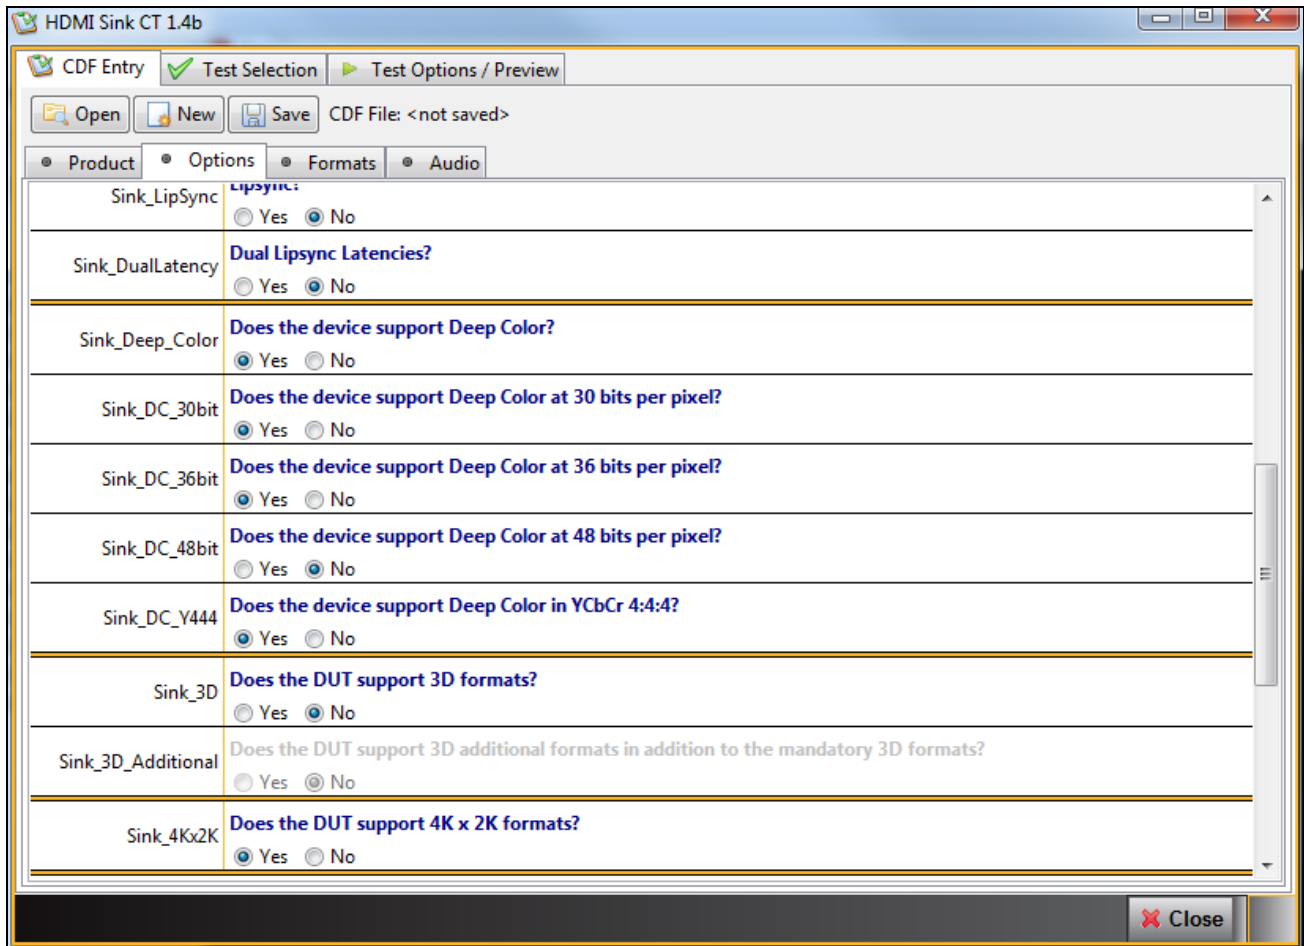 HDMI Sink CT 1.4b
CDF Entry Test Selection Test Options / Preview
Open New Save CDF File: <not saved>
Product Options Formats Audio
Lipsync?
Sink_LipSync
Yes No
Dual Lipsync Latencies?
Sink_DualLatency
Yes No
Does the device support Deep Color?
Sink_Deep_Color
Yes No
Does the device support Deep Color at 30 bits per pixel?
Sink_DC_30bit
Yes No
Does the device support Deep Color at 36 bits per pixel?
Sink_DC_36bit
Yes No
Does the device support Deep Color at 48 bits per pixel?
Sink_DC_48bit
Yes No
Does the device support Deep Color in YCbCr 4:4:4?
Sink_DC_Y444
Yes No
Does the DUT support 3D formats?
Sink_3D
Yes No
Does the DUT support 3D additional formats in addition to the mandatory 3D formats?
Sink_3D_Additional
Yes No
Does the DUT support 4K x 2K formats?
Sink_4Kx2K
Yes No
Close